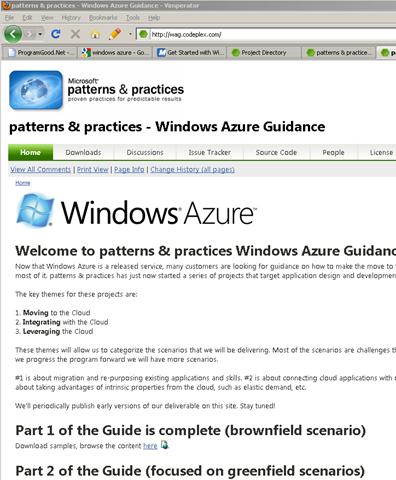 patterns & practices - Windows Azure Guidance - Vimperator
File Edit View History Bookmarks Tools Help
http://wag.codeplex.com/
ProgramGood.Net - ... windows azure - Go... Get Started with Wi... Project Directory patterns & practice...
Microsoft
patterns & practices
proven practices for predictable results
patterns & practices - Windows Azure Guidance
Home Downloads Discussions Issue Tracker Source Code People License
View All Comments | Print View | Page Info | Change History (all pages)
Home
Windows Azure™
Welcome to patterns & practices Windows Azure Guidanc
Now that Windows Azure is a released service, many customers are looking for guidance on how to make the move to
most of it. patterns & practices has just now started a series of projects that target application design and developmen
The key themes for these projects are:
1. Moving to the Cloud
2. Integrating with the Cloud
3. Leveraging the Cloud
These themes will allow us to categorize the scenarios that we will be delivering. Most of the scenarios are challenges t
we progress the program forward we will have more scenarios.
#1 is about migration and re-purposing existing applications and skills. #2 is about connecting cloud applications with
about taking advantages of intrinsic properties from the cloud, such as elastic demand, etc.
We'll periodically publish early versions of our deliverable on this site. Stay tuned!
Part 1 of the Guide is complete (brownfield scenario)
Download samples, browse the content here
Part 2 of the Guide (focused on greenfield scenarios)